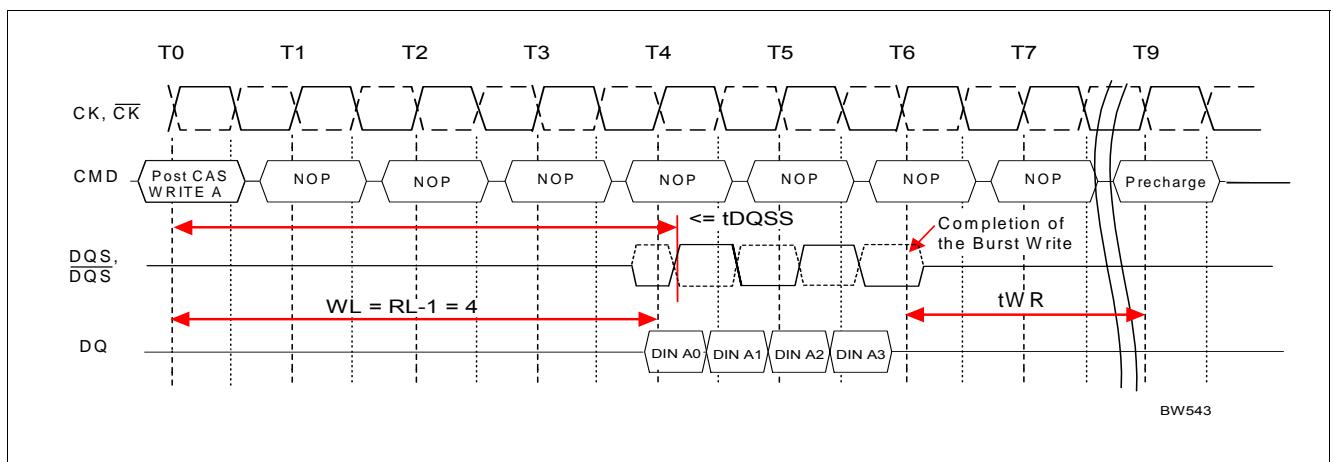 T0 T1 T2 T3 T4 T5 T6 T7 T9
CK, CK
CMD Post CAS WRITE A NOP NOP NOP NOP NOP NOP NOP Precharge
<= tDQSS
Completion of
the Burst Write
DQS,
DQS
WL = RL-1 = 4
tWR
DQ DIN A0 DIN A1 DIN A2 DIN A3
BW543